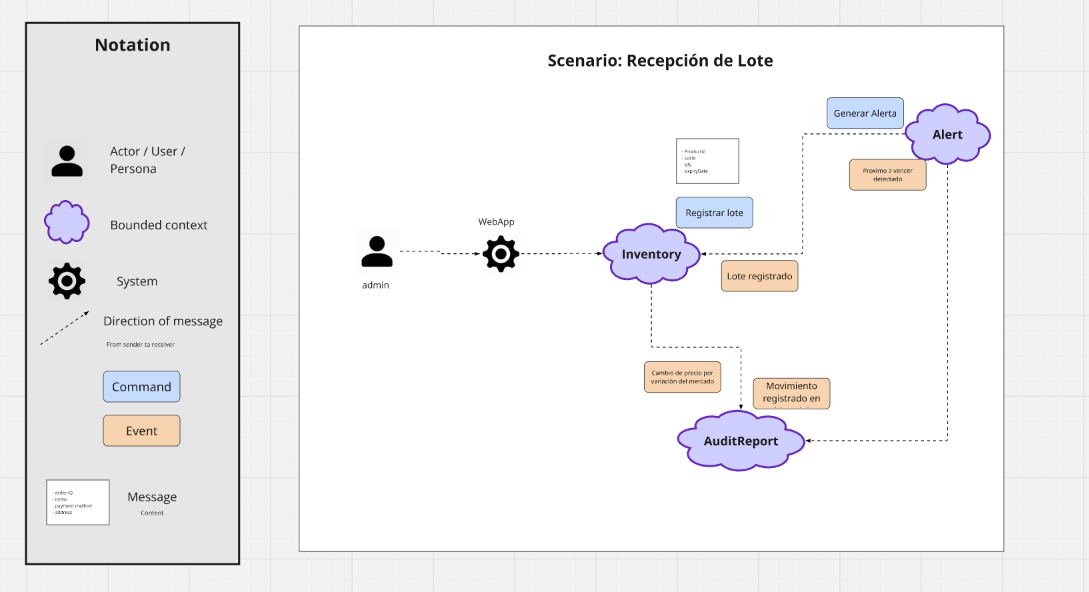 Notation
Actor / User /
Persona
Bounded context
System
Direction of message
From sender to receiver
Command
Event
- order ID
- items
- payment method
- address
Message
Content
Scenario: Recepción de Lote
Generar Alerta
Alert
Proximo a vencer
detectado
- ProductId
- LotId
- qty
- expiryDate
Registrar lote
WebApp
Inventory
admin
Lote registrado
Cambio de precio por
variación del mercado
Movimiento
registrado en
AuditReport